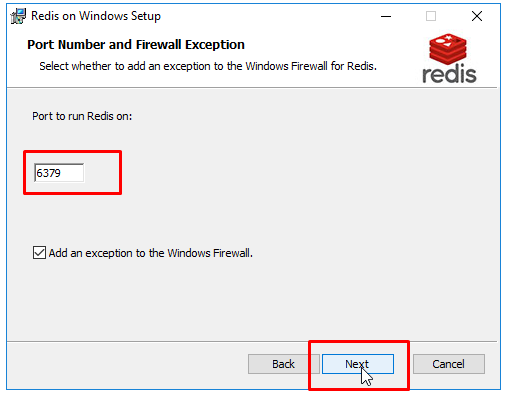 Redis on Windows Setup
Port Number and Firewall Exception
Select whether to add an exception to the Windows Firewall for Redis.
redis
Port to run Redis on:
6379
Add an exception to the Windows Firewall.
Back Next Cancel